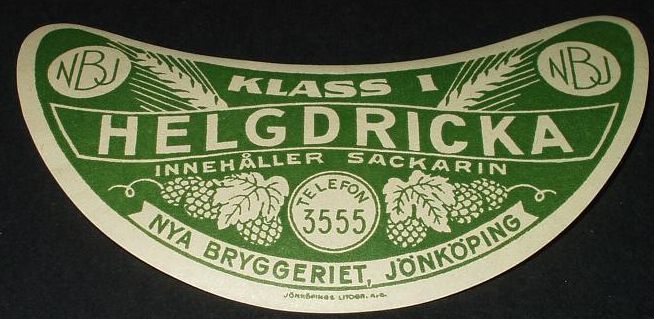 NBJ NBJ
KLASS I
HELGDRICKA
INNEHÅLLER SACKARIN
TELEFON
3555
NYA BRYGGERIET, JÖNKÖPING
JÖNKÖPINGS LITOGR. A.B.